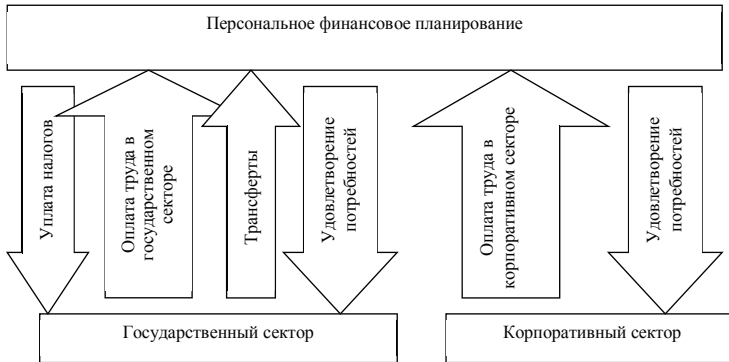 Персональное финансовое планирование
Уплата налогов
Оплата труда в
государственном
секторе
Трансферты
Удовлетворение
потребностей
Оплата труда в
корпоративном секторе
Удовлетворение
потребностей
Государственный сектор
Корпоративный сектор